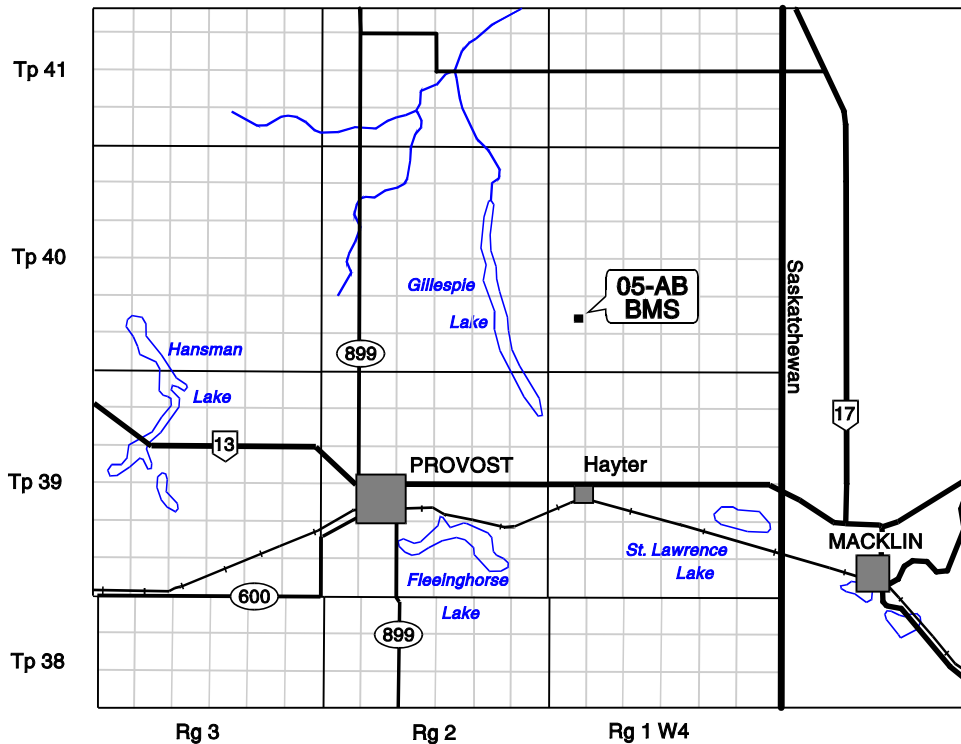 Tp 41
Tp 40
Gillespie
Lake
05-AB
BMS
Saskatchewan
Hansman
Lake
899
17
13
PROVOST
Hayter
Tp 39
MACKLIN
St. Lawrence
Lake
Fleeinghorse
Lake
600
899
Tp 38
Rg 3
Rg 2
Rg 1 W4